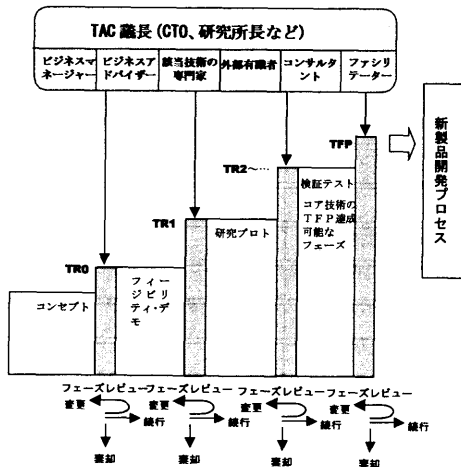 TAC 議長(CTO、研究所長など)
ビジネスマ
ネージャー
ビジネスア
ドバイザー
該当技術の
専門家
外部有識者
コンサルタ
ント
ファシリ
テーター
新製品開発プロセス
TFP
TR2～…
検証テスト
コア技術の
TFP達成
可能な
フェーズ
TR1
研究プロト
TR0
フィー
ジビリ
ティ・デ
モ
コンセプト
フェーズレビュー
変更
続行
棄却
フェーズレビュー
変更
続行
棄却
フェーズレビュー
変更
続行
棄却
フェーズレビュー
変更
続行
棄却